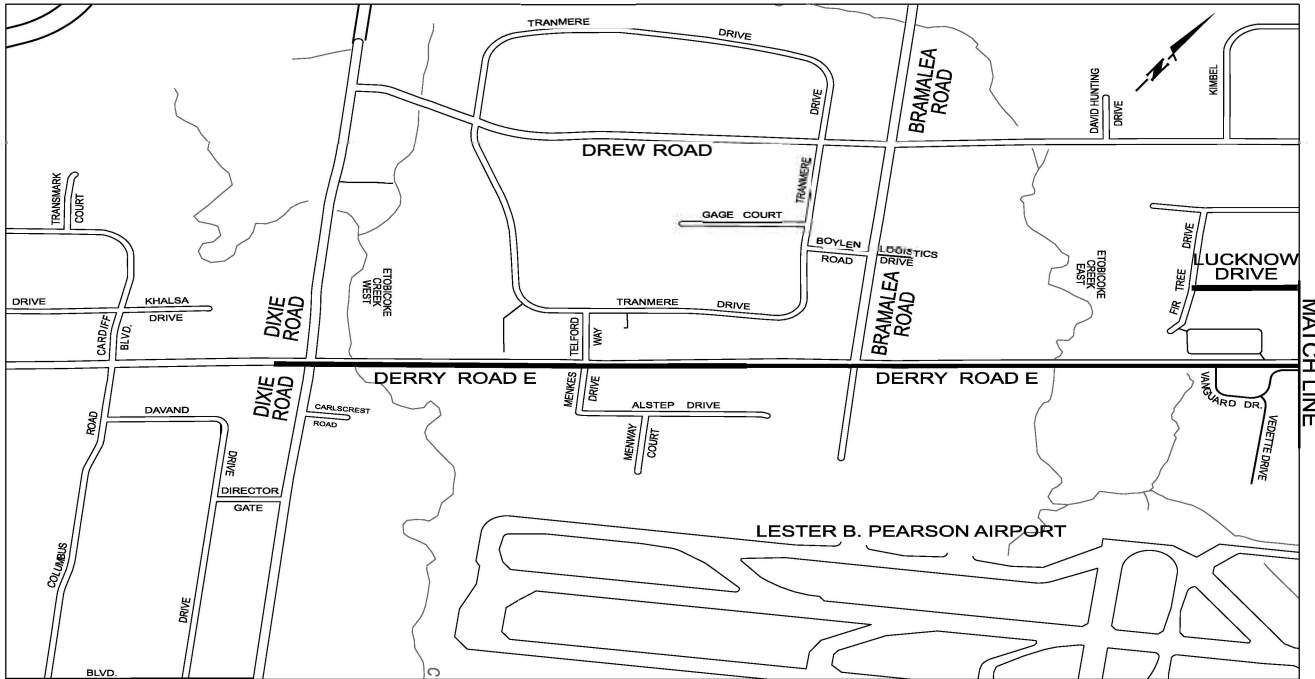 TRANMERE
DRIVE
DRIVE
BRAMALEA
ROAD
N
DAVID HUNTING
DRIVE
KIMBEL
DREW ROAD
TRANSMARK
COURT
TRANMERE
GAGE COURT
BOYLEN
ROAD
LOGISTICS
DRIVE
ETOBICOKE
CREEK
WEST
ETOBICOKE
CREEK
EAST
FIR TREE
DRIVE
LUCKNOW
DRIVE
DRIVE
KHALSA
DRIVE
CARDIFF
BLVD.
DIXIE
ROAD
TRANMERE DRIVE
TELFORD
WAY
BRAMALEA
ROAD
MATCH LINE
DERRY ROAD E
DERRY ROAD E
DIXIE
ROAD
CARLSCREST
ROAD
MENKES
DRIVE
ALSTEP DRIVE
MENWAY
COURT
VANGUARD DR.
VEDETTE DRIVE
ROAD
DAVAND
DRIVE
DIRECTOR
GATE
LESTER B. PEARSON AIRPORT
COLUMBUS
DRIVE
BLVD.
C